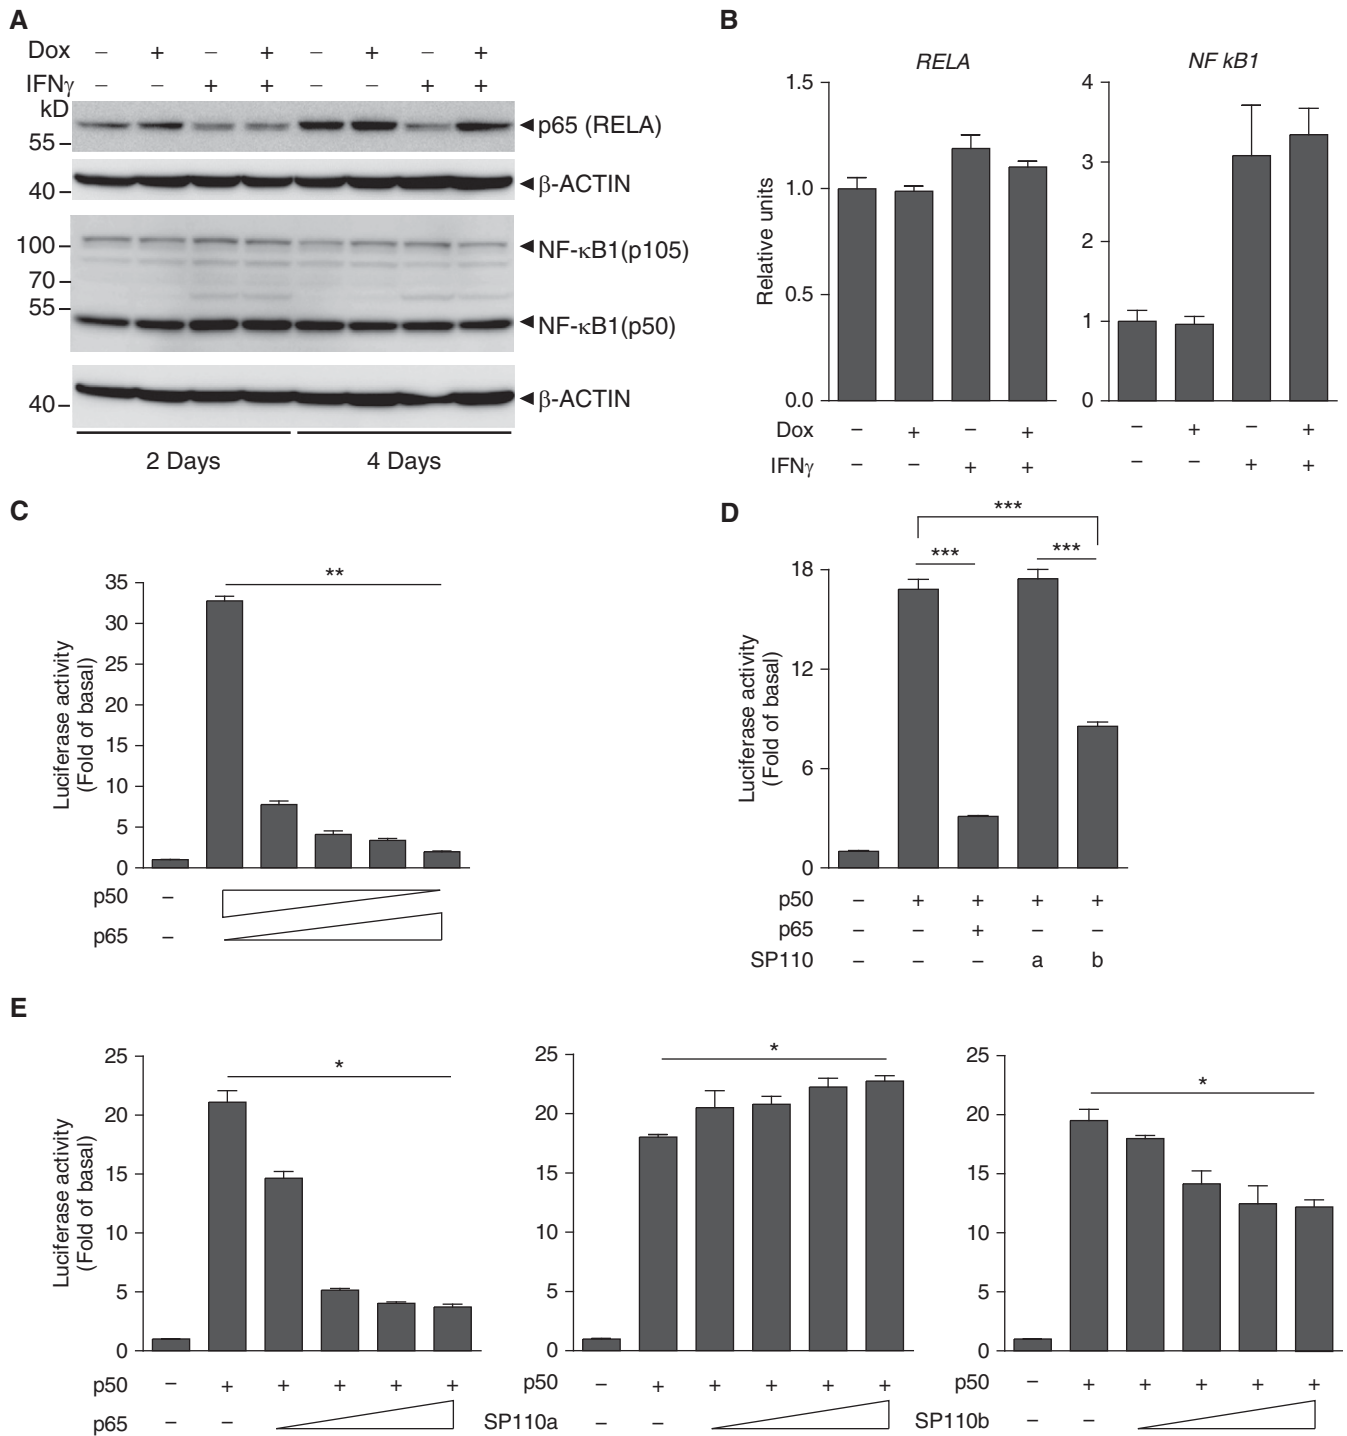 A
Dox – + – + – + – +
IFNγ – – + + – – + +
kD
55
p65 (RELA)
40
β-ACTIN
100
NF-κB1(p105)
70
55
NF-κB1(p50)
40
β-ACTIN
2 Days 4 Days
B
RELA
NF kB1
Relative units
1.5
1.0
0.5
0.0
4
3
2
1
0
Dox – + – +
– + – +
IFNγ – – + +
– – + +
C
**
Luciferase activity
(Fold of basal)
35
30
25
20
15
10
5
0
p50 –
p65 –
D
***
*** ***
Luciferase activity
(Fold of basal)
18
12
6
0
p50 – + + + +
p65 – – + – –
SP110 – – – a b
E
*
Luciferase activity
(Fold of basal)
25
20
15
10
5
0
p50 – + + + + +
p65 – –
*
25
20
15
10
5
0
p50 – + + + + +
SP110a – –
*
25
20
15
10
5
0
p50 – + + + + +
SP110b – –